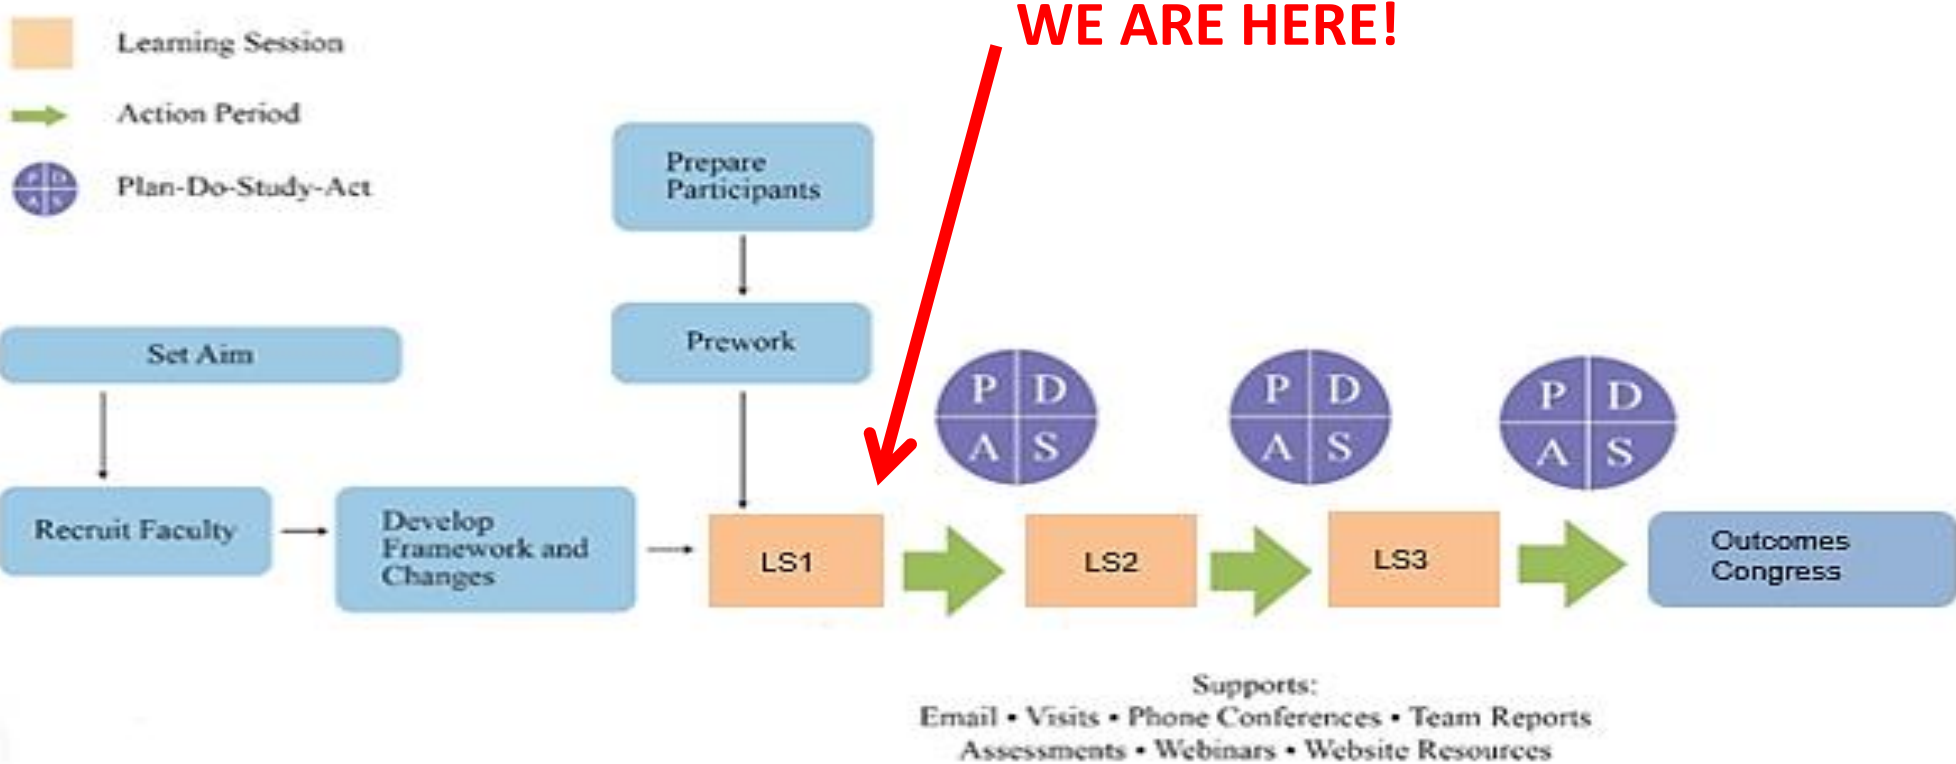 WE ARE HERE!
Learning Session
Action Period
P D
A S
Plan-Do-Study-Act
Prepare
Participants
Prework
Set Aim
P D
A S
P D
A S
P D
A S
Recruit Faculty
Develop
Framework and
Changes
LS1
LS2
LS3
Outcomes
Congress
Supports:
Email • Visits • Phone Conferences • Team Reports
Assessments • Webinars • Website Resources